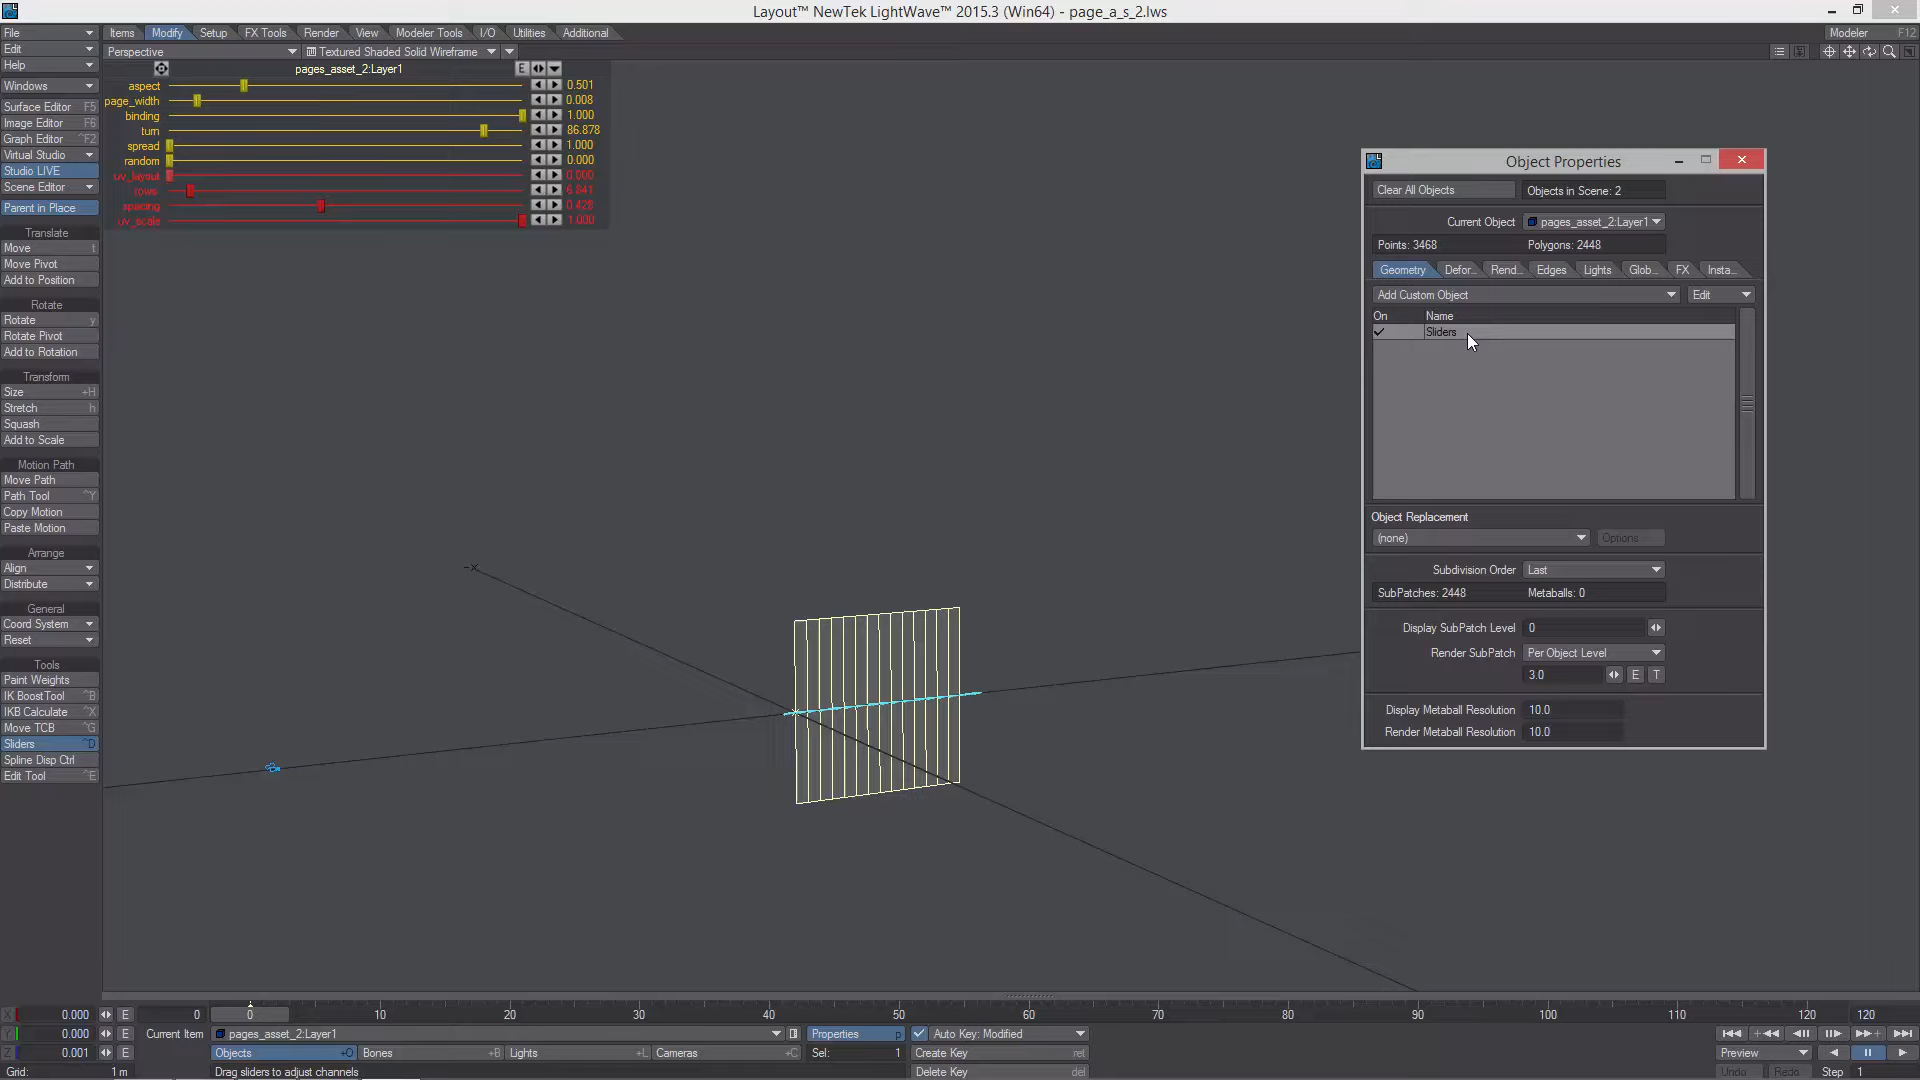 Layout™ NewTek LightWave™ 2015.3 (Win64) - page_a_s_2.lws
File
Items
Modify
Setup
FX Tools
Render
View
Modeler Tools
I/O
Utilities
Additional
Modeler F12
Edit
Perspective
Textured Shaded Solid Wireframe
Help
pages_asset_2:Layer1
E
Windows
aspect 0.501
page_width 0.008
binding 1.000
turn 86.878
spread 1.000
random 0.000
uv_layout 0.000
rows 6.841
spacing 0.428
uv_scale 1.000
Surface Editor F5
Image Editor F6
Graph Editor ^F2
Virtual Studio
Studio LIVE
Scene Editor
Parent in Place
Translate
Move t
Move Pivot
Add to Position
Rotate
Rotate y
Rotate Pivot
Add to Rotation
Transform
Size +H
Stretch h
Squash
Add to Scale
Motion Path
Move Path
Path Tool ^Y
Copy Motion
Paste Motion
Arrange
Align
Distribute
General
Coord System
Reset
Tools
Paint Weights
IK BoostTool ^B
IKB Calculate ^X
Move TCB ^G
Sliders ^D
Spline Disp Ctrl
Edit Tool ^E
Object Properties
Clear All Objects
Objects in Scene: 2
Current Object pages_asset_2:Layer1
Points: 3468 Polygons: 2448
Geometry
Defor...
Rend...
Edges
Lights
Glob...
FX
Insta...
Add Custom Object
Edit
On Name
Sliders
Object Replacement
(none)
Options
Subdivision Order Last
SubPatches: 2448 Metaballs: 0
Display SubPatch Level 0
Render SubPatch Per Object Level
3.0 E T
Display Metaball Resolution 10.0
Render Metaball Resolution 10.0
X 0.000 E 0
0 10 20 30 40 50 60 70 80 90 100 110 120 120
Y 0.000 E Current Item pages_asset_2:Layer1 Properties p Auto Key: Modified
Z 0.001 E Objects +O Bones +B Lights +L Cameras +C Sel: 1 Create Key ret Preview
Grid: 1 m Drag sliders to adjust channels Delete Key del Undo Redo Step 1